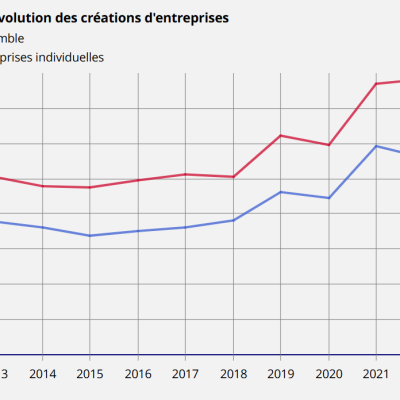 volution des créations d'entreprises
mble
prises individuelles
3 2014 2015 2016 2017 2018 2019 2020 2021